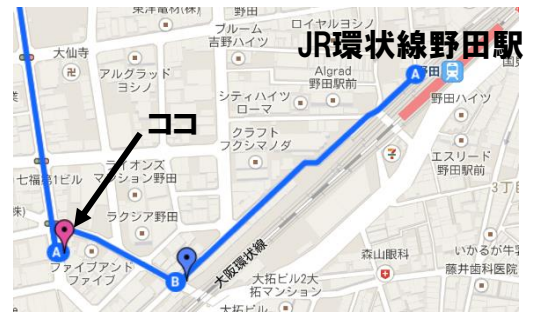 野田
ロイヤルヨシノ
ブルーム
吉野ハイツ
JR環状線野田駅
大仙寺
卍
アルグラッド
ヨシノ
Algrad
野田駅前
A
野田
シティハイツ
ローマ
野田ハイツ
ココ
クラフト
フクシマノダ
エスリード
野田駅前
ライオンズ
マンション野田
七福第1ビル
3丁目
ラクシア野田
A
ファイブアンド
ファイブ
B
大阪環状線
森山眼科
いかるが牛乳
藤井歯科医院
大拓ビル2大
拓マンション
大拓ビル